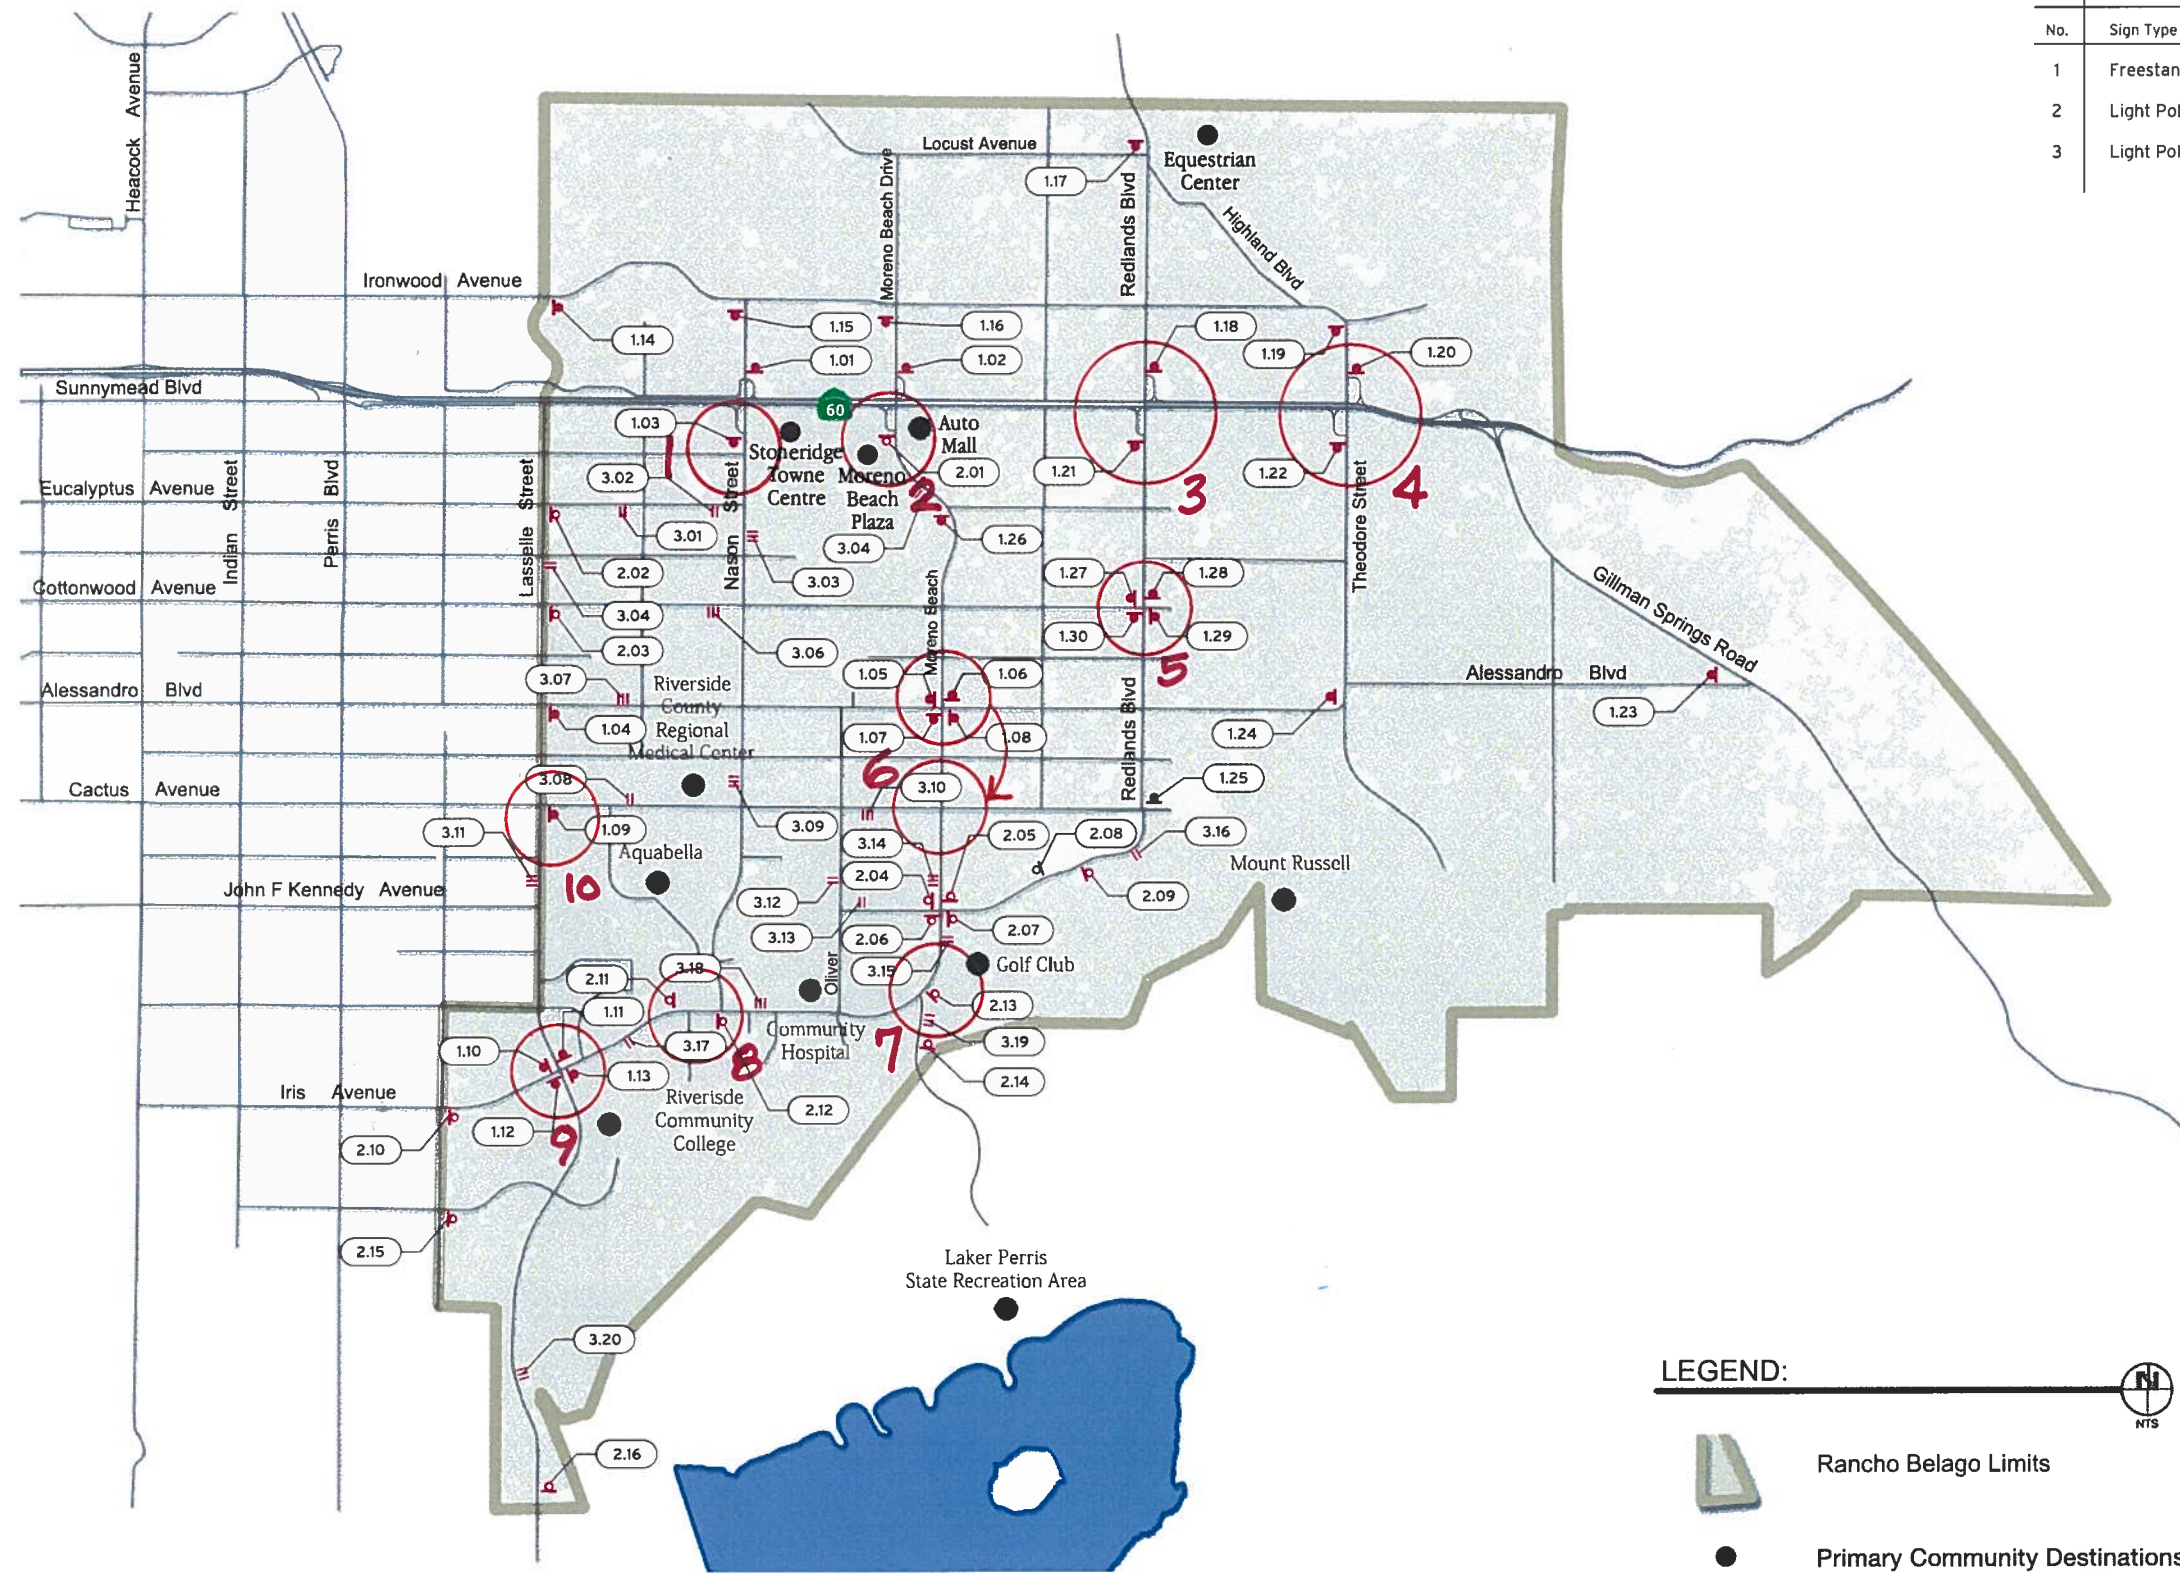 No. Sign Type
1 Freestan
2 Light Pol
3 Light Pol
Heacock Avenue
Locust Avenue
Moreno Beach Drive
Redlands Blvd
1.17
Equestrian
Center
Highland Blvd
Ironwood Avenue
1.14
1.15
1.16
1.18
1.19
1.20
1.01
1.02
Sunnymead Blvd
60
1.03
3.02
1
Stoneridge
Towne
Centre
Moreno
Beach
Plaza
Auto
Mall
2
2.01
1.21
3
1.22
4
Eucalyptus Avenue
Indian Street
Perris Blvd
Lasselle Street
Nason Street
Theodore Street
3.01
3.04
1.26
2.02
3.03
Cottonwood Avenue
3.04
2.03
3.06
Moreno Beach
1.27
1.28
1.30
1.29
5
Gillman Springs Road
3.07
Riverside
County
Regional
Medical Center
1.05
1.06
1.07
1.08
Alessandro Blvd
1.04
Redlands Blvd
Alessandro Blvd
1.23
1.24
6
3.10
1.25
Cactus Avenue
3.08
1.09
3.11
10
3.09
3.14
2.05
2.08
3.16
Aquabella
Mount Russell
John F Kennedy Avenue
2.04
3.12
3.13
2.06
2.07
2.09
Oliver
3.15
Golf Club
2.11
3.18
1.11
2.13
1.10
3.17
8
Community
Hospital
7
3.19
1.13
2.14
Iris Avenue
2.10
1.12
9
Riverisde
Community
College
2.12
2.15
Laker Perris
State Recreation Area
3.20
2.16
LEGEND:
N
NTS
Rancho Belago Limits
Primary Community Destinations